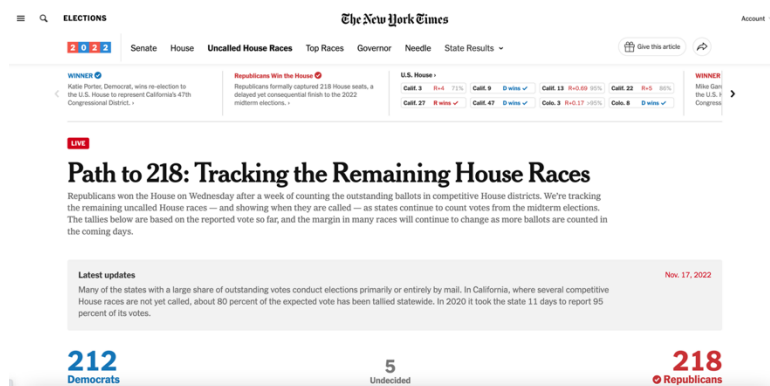 ELECTIONS
The New York Times
Account
2022
Senate House Uncalled House Races Top Races Governor Needle State Results
Give this article
WINNER
Katie Porter, Democrat, wins re-election to
the U.S. House to represent California's 47th
Congressional District. ›
Republicans Win the House
Republicans formally captured 218 House seats, a
delayed yet consequential finish to the 2022
midterm elections. ›
U.S. House ›
Calif. 3 R+4 71% Calif. 9 D wins ✓ Calif. 13 R+0.69 95% Calif. 22 R+5 86%
Calif. 27 R wins ✓ Calif. 47 D wins ✓ Colo. 3 R+0.17 >95% Colo. 8 D wins ✓
WINNER
Mike Garc
the U.S. H
Congress
LIVE
Path to 218: Tracking the Remaining House Races
Republicans won the House on Wednesday after a week of counting the outstanding ballots in competitive House districts. We're tracking
the remaining uncalled House races — and showing when they are called — as states continue to count votes from the midterm elections.
The tallies below are based on the reported vote so far, and the margin in many races will continue to change as more ballots are counted in
the coming days.
Latest updates
Nov. 17, 2022
Many of the states with a large share of outstanding votes conduct elections primarily or entirely by mail. In California, where several competitive
House races are not yet called, about 80 percent of the expected vote has been tallied statewide. In 2020 it took the state 11 days to report 95
percent of its votes.
212
Democrats
5
Undecided
218
Republicans